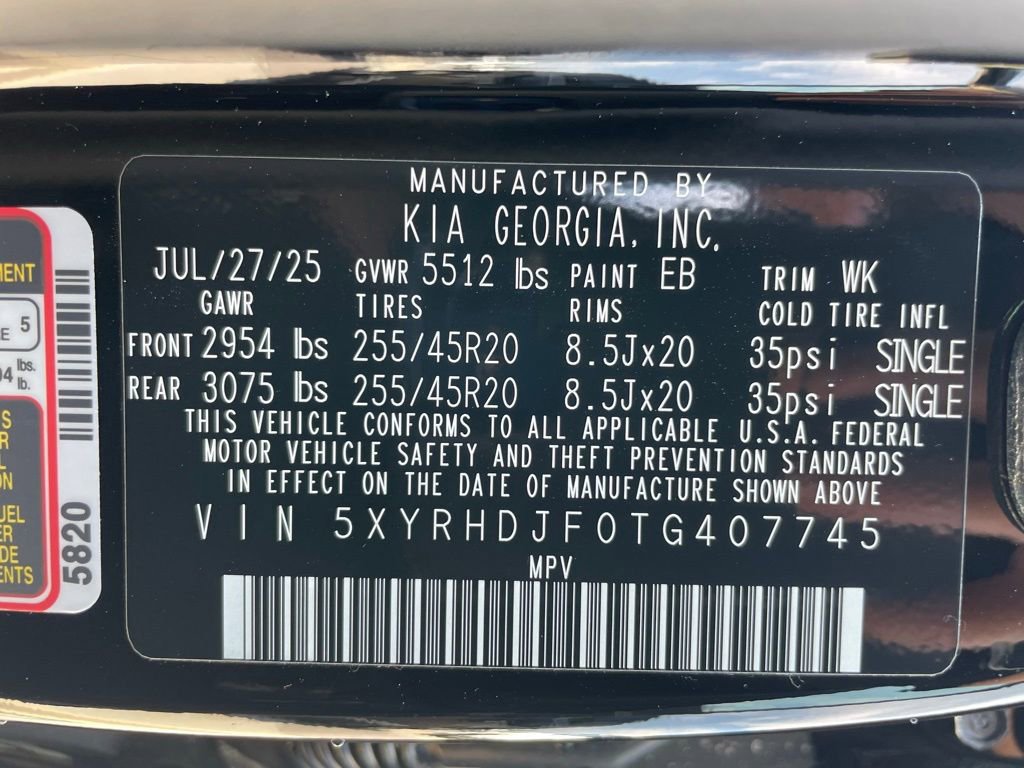 MANUFACTURED BY
KIA GEORGIA, INC.
JUL/27/25 GVWR 5512 lbs PAINT EB TRIM WK
GAWR TIRES RIMS COLD TIRE INFL
FRONT 2954 lbs 255/45R20 8.5Jx20 35psi SINGLE
REAR 3075 lbs 255/45R20 8.5Jx20 35psi SINGLE
THIS VEHICLE CONFORMS TO ALL APPLICABLE U.S.A. FEDERAL
MOTOR VEHICLE SAFETY AND THEFT PREVENTION STANDARDS
IN EFFECT ON THE DATE OF MANUFACTURE SHOWN ABOVE
VIN 5XYRHDJF0TG407745
MPV
5
lbs.
lb.
5820